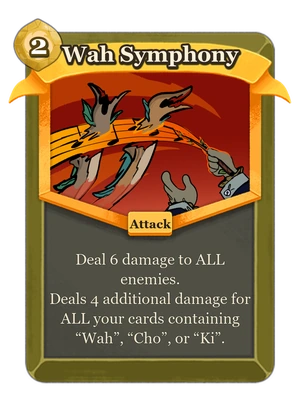 2
Wah Symphony
Attack
Deal 6 damage to ALL
enemies.
Deals 4 additional damage for
ALL your cards containing
“Wah”, “Cho”, or “Ki”.